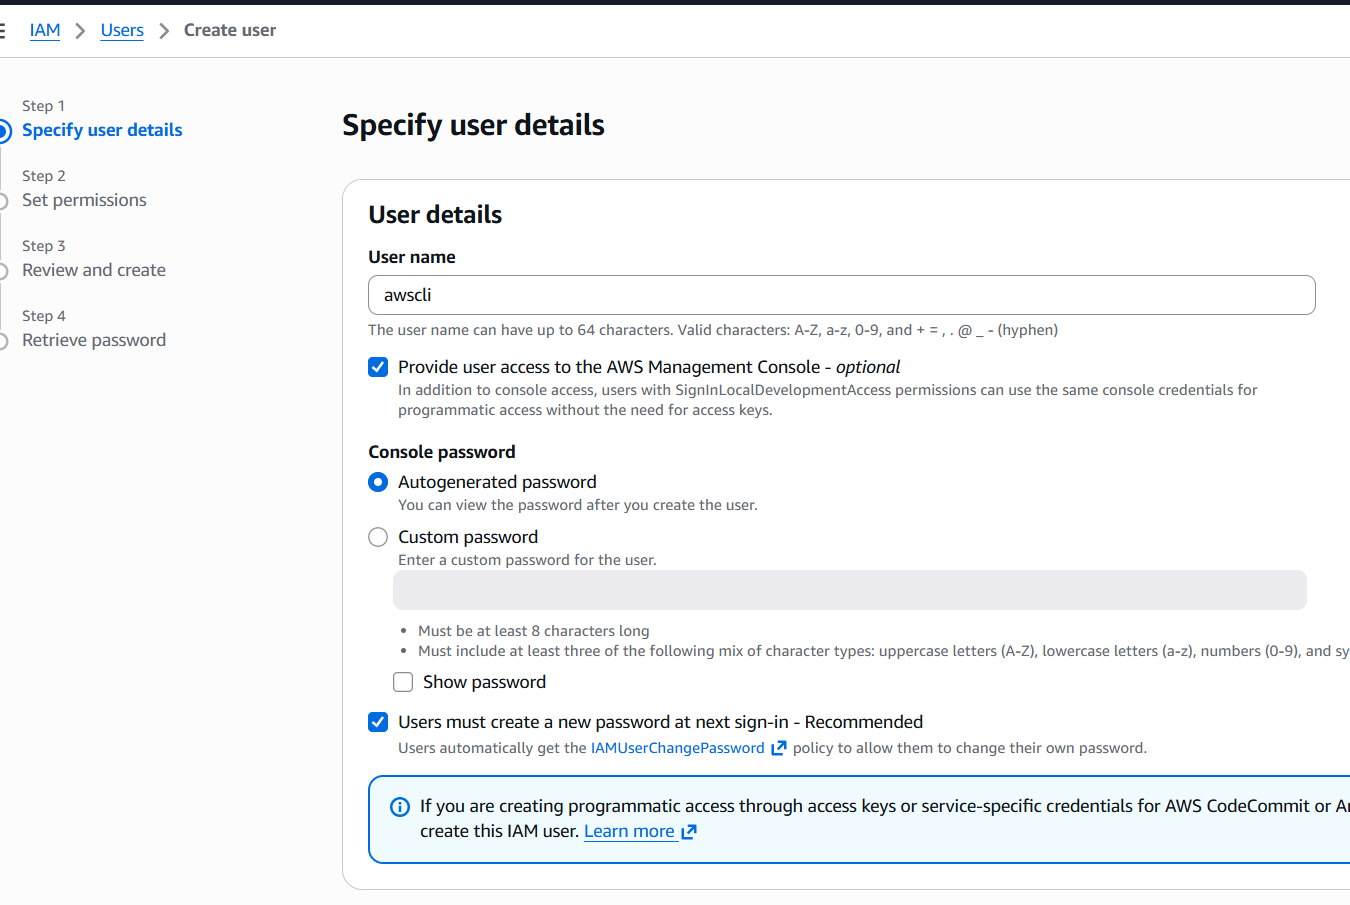 IAM > Users > Create user
Step 1
Specify user details
Step 2
Set permissions
Step 3
Review and create
Step 4
Retrieve password
Specify user details
User details
User name
awscli
The user name can have up to 64 characters. Valid characters: A-Z, a-z, 0-9, and + = , . @ _ - (hyphen)
Provide user access to the AWS Management Console - optional
In addition to console access, users with SignInLocalDevelopmentAccess permissions can use the same console credentials for
programmatic access without the need for access keys.
Console password
Autogenerated password
You can view the password after you create the user.
Custom password
Enter a custom password for the user.
• Must be at least 8 characters long
• Must include at least three of the following mix of character types: uppercase letters (A-Z), lowercase letters (a-z), numbers (0-9), and sy
Show password
Users must create a new password at next sign-in - Recommended
Users automatically get the IAMUserChangePassword policy to allow them to change their own password.
If you are creating programmatic access through access keys or service-specific credentials for AWS CodeCommit or
create this IAM user. Learn more